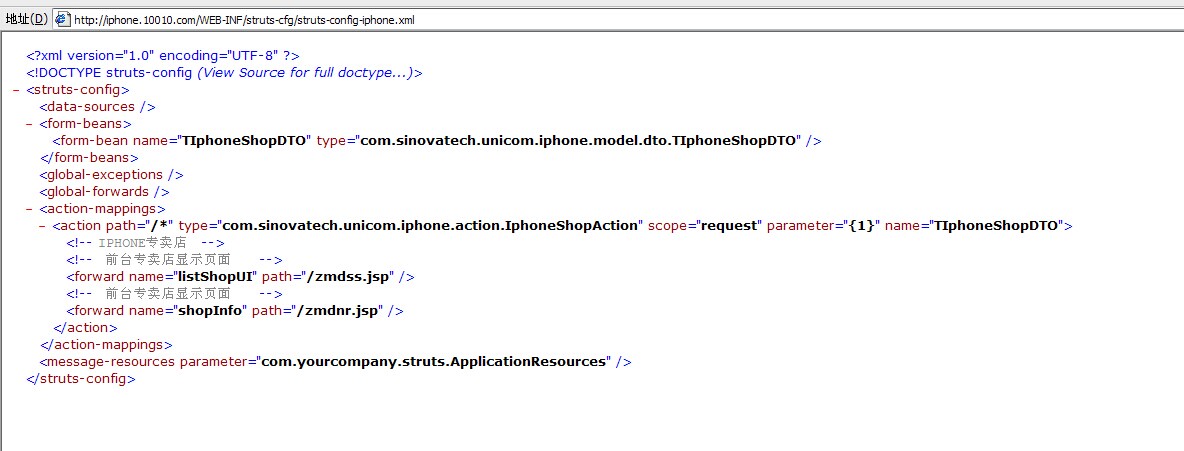 地址(D) http://iphone.10010.com/WEB-INF/struts-cfg/struts-config-iphone.xml
<?xml version="1.0" encoding="UTF-8" ?>
<!DOCTYPE struts-config (View Source for full doctype...)>
- <struts-config>
<data-sources />
- <form-beans>
<form-bean name="TIphoneShopDTO" type="com.sinovatech.unicom.iphone.model.dto.TIphoneShopDTO" />
</form-beans>
<global-exceptions />
<global-forwards />
- <action-mappings>
- <action path="/*" type="com.sinovatech.unicom.iphone.action.IphoneShopAction" scope="request" parameter="{1}" name="TIphoneShopDTO">
<!-- IPHONE专卖店 -->
<!-- 前台专卖店显示页面 -->
<forward name="listShopUI" path="/zmdss.jsp" />
<!-- 前台专卖店显示页面 -->
<forward name="shopInfo" path="/zmdnr.jsp" />
</action>
</action-mappings>
<message-resources parameter="com.yourcompany.struts.ApplicationResources" />
</struts-config>